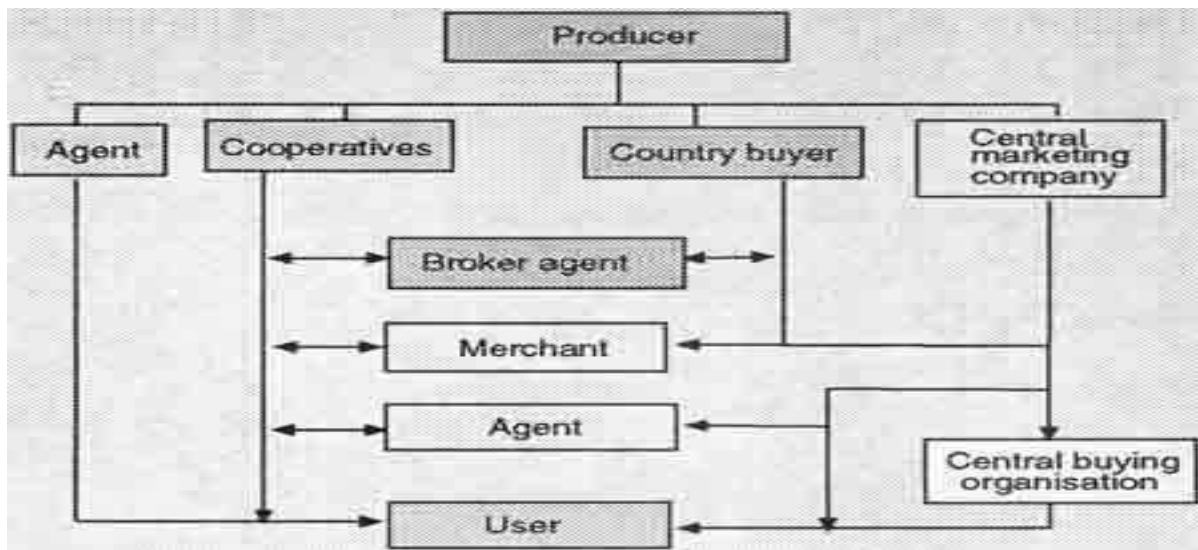 Producer
Agent
Cooperatives
Country buyer
Central
marketing
company
Broker agent
Merchant
Agent
Central buying
organisation
User